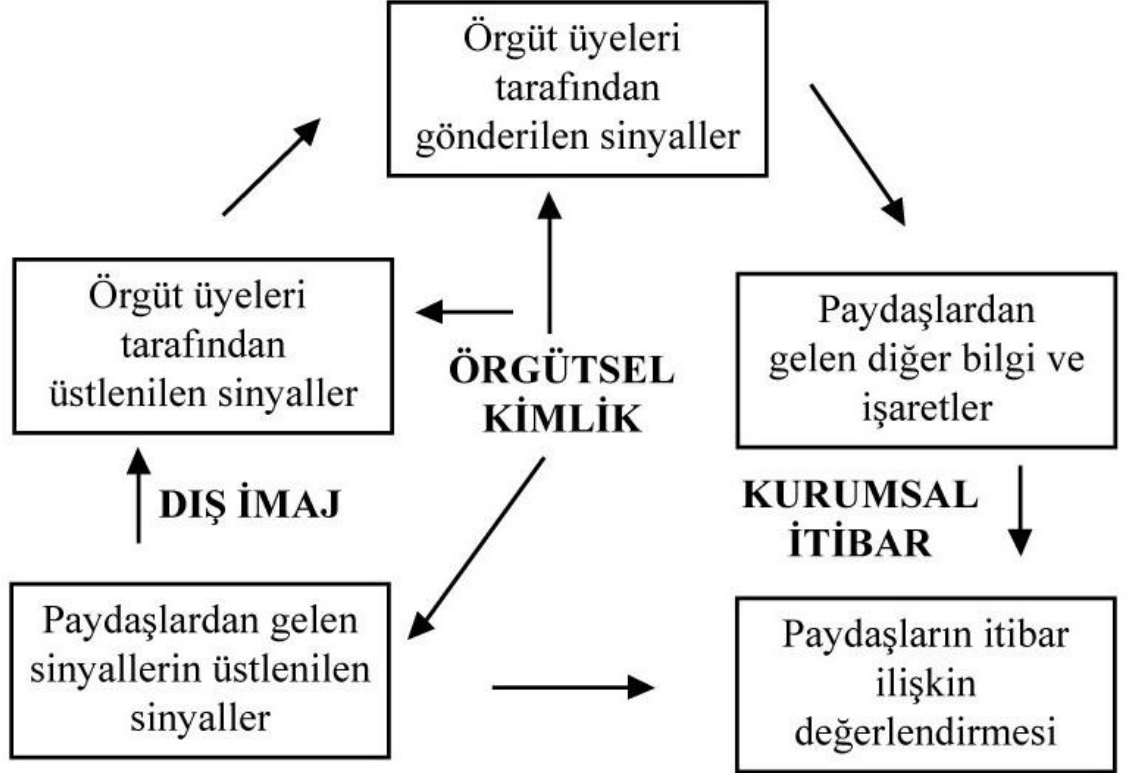 Örgüt üyeleri
tarafından
gönderilen sinyaller
Örgüt üyeleri
tarafından
üstlenilen sinyaller
ÖRGÜTSEL
KİMLİK
Paydaşlardan
gelen diğer bilgi ve
işaretler
DIŞ İMAJ
KURUMSAL
İTİBAR
Paydaşlardan gelen
sinyallerin üstlenilen
sinyaller
Paydaşların itibar
ilişkin
değerlendirmesi